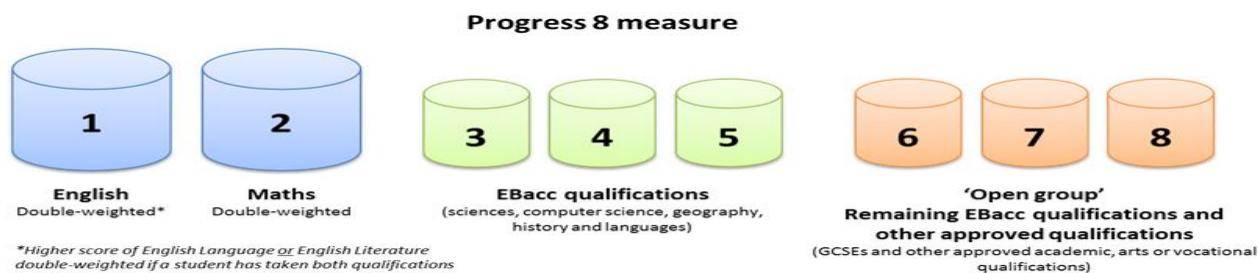 Progress 8 measure
1
2
3
4
5
6
7
8
English
Double-weighted*
Maths
Double-weighted
EBacc qualifications
(sciences, computer science, geography,
history and languages)
'Open group'
Remaining EBacc qualifications and
other approved qualifications
(GCSEs and other approved academic, arts or vocational
qualifications)
*Higher score of English Language or English Literature
double-weighted if a student has taken both qualifications